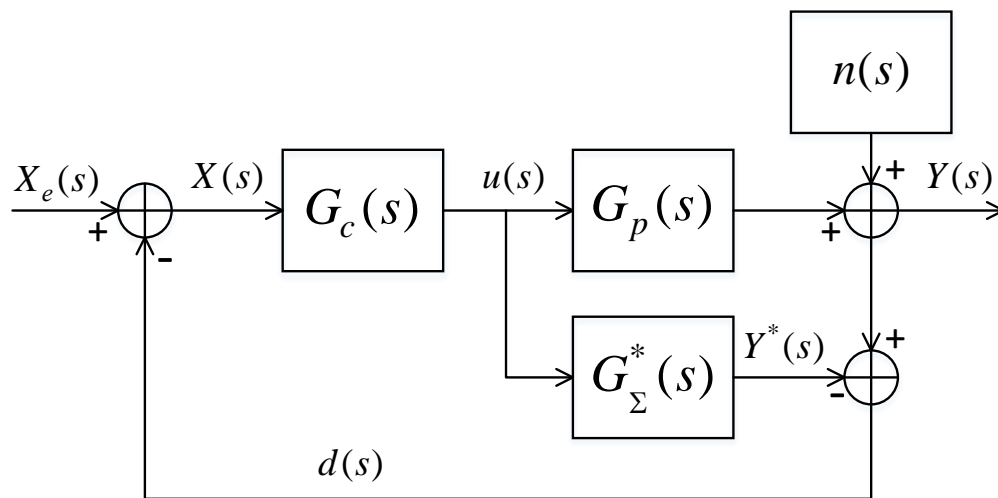 n(s)
X_e(s)
X(s)
u(s)
Y(s)
+
+
+
-
G_c(s)
G_p(s)
+
G_Σ^*(s)
Y^*(s)
-
d(s)